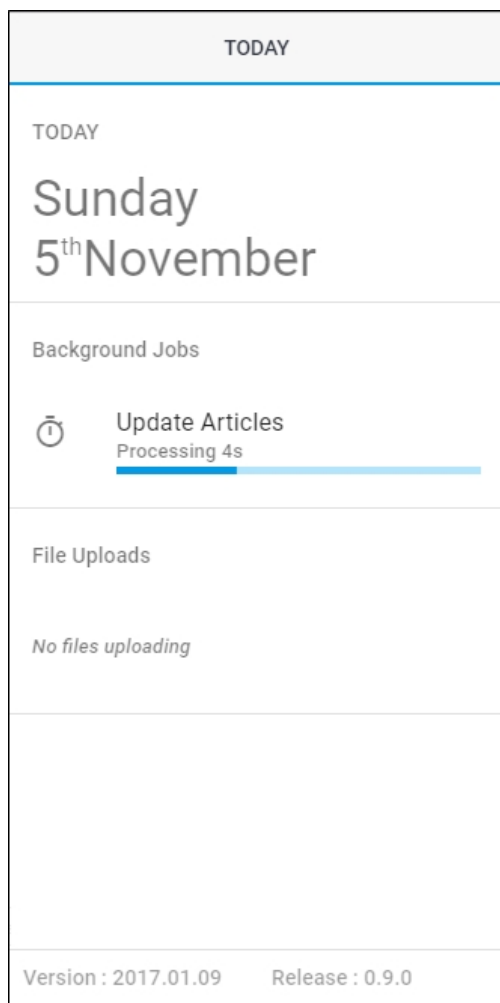 TODAY
TODAY
Sunday
5thNovember
Background Jobs
Update Articles
Processing 4s
File Uploads
No files uploading
Version : 2017.01.09 Release : 0.9.0